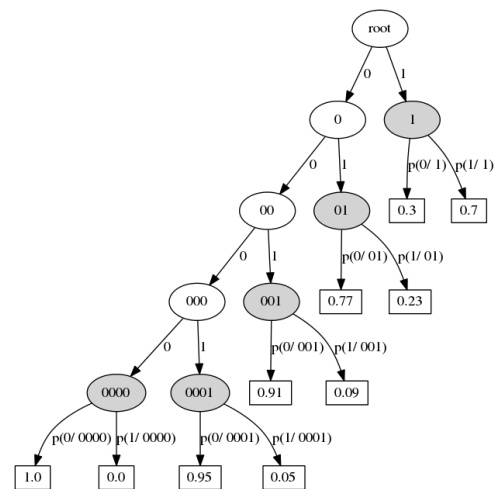 root
0 1
0 1
0 1 p(0/ 1) p(1/ 1)
00 01 0.3 0.7
0 1 p(0/ 01) p(1/ 01)
000 001 0.77 0.23
0 1 p(0/ 001) p(1/ 001)
0000 0001 0.91 0.09
p(0/ 0000) p(1/ 0000) p(0/ 0001) p(1/ 0001)
1.0 0.0 0.95 0.05